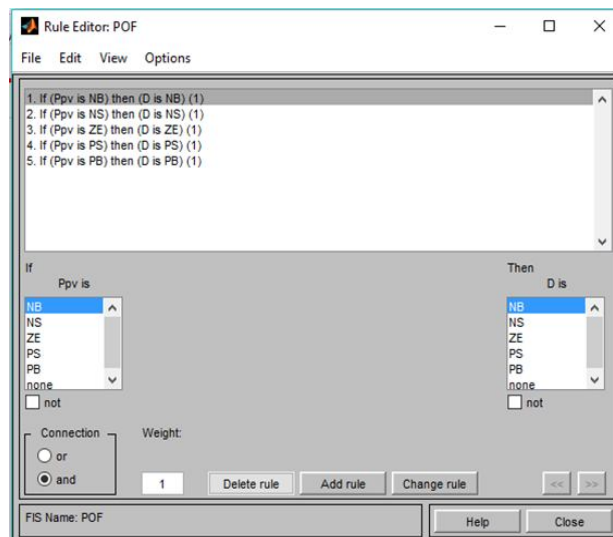 Rule Editor: POF
File Edit View Options
1. If (Ppv is NB) then (D is NB) (1)
2. If (Ppv is NS) then (D is NS) (1)
3. If (Ppv is ZE) then (D is ZE) (1)
4. If (Ppv is PS) then (D is PS) (1)
5. If (Ppv is PB) then (D is PB) (1)
If
Ppv is
NB
NS
ZE
PS
PB
none
not
Then
D is
NB
NS
ZE
PS
PB
none
not
Connection
or
and
Weight:
1
Delete rule Add rule Change rule << >>
FIS Name: POF
Help Close